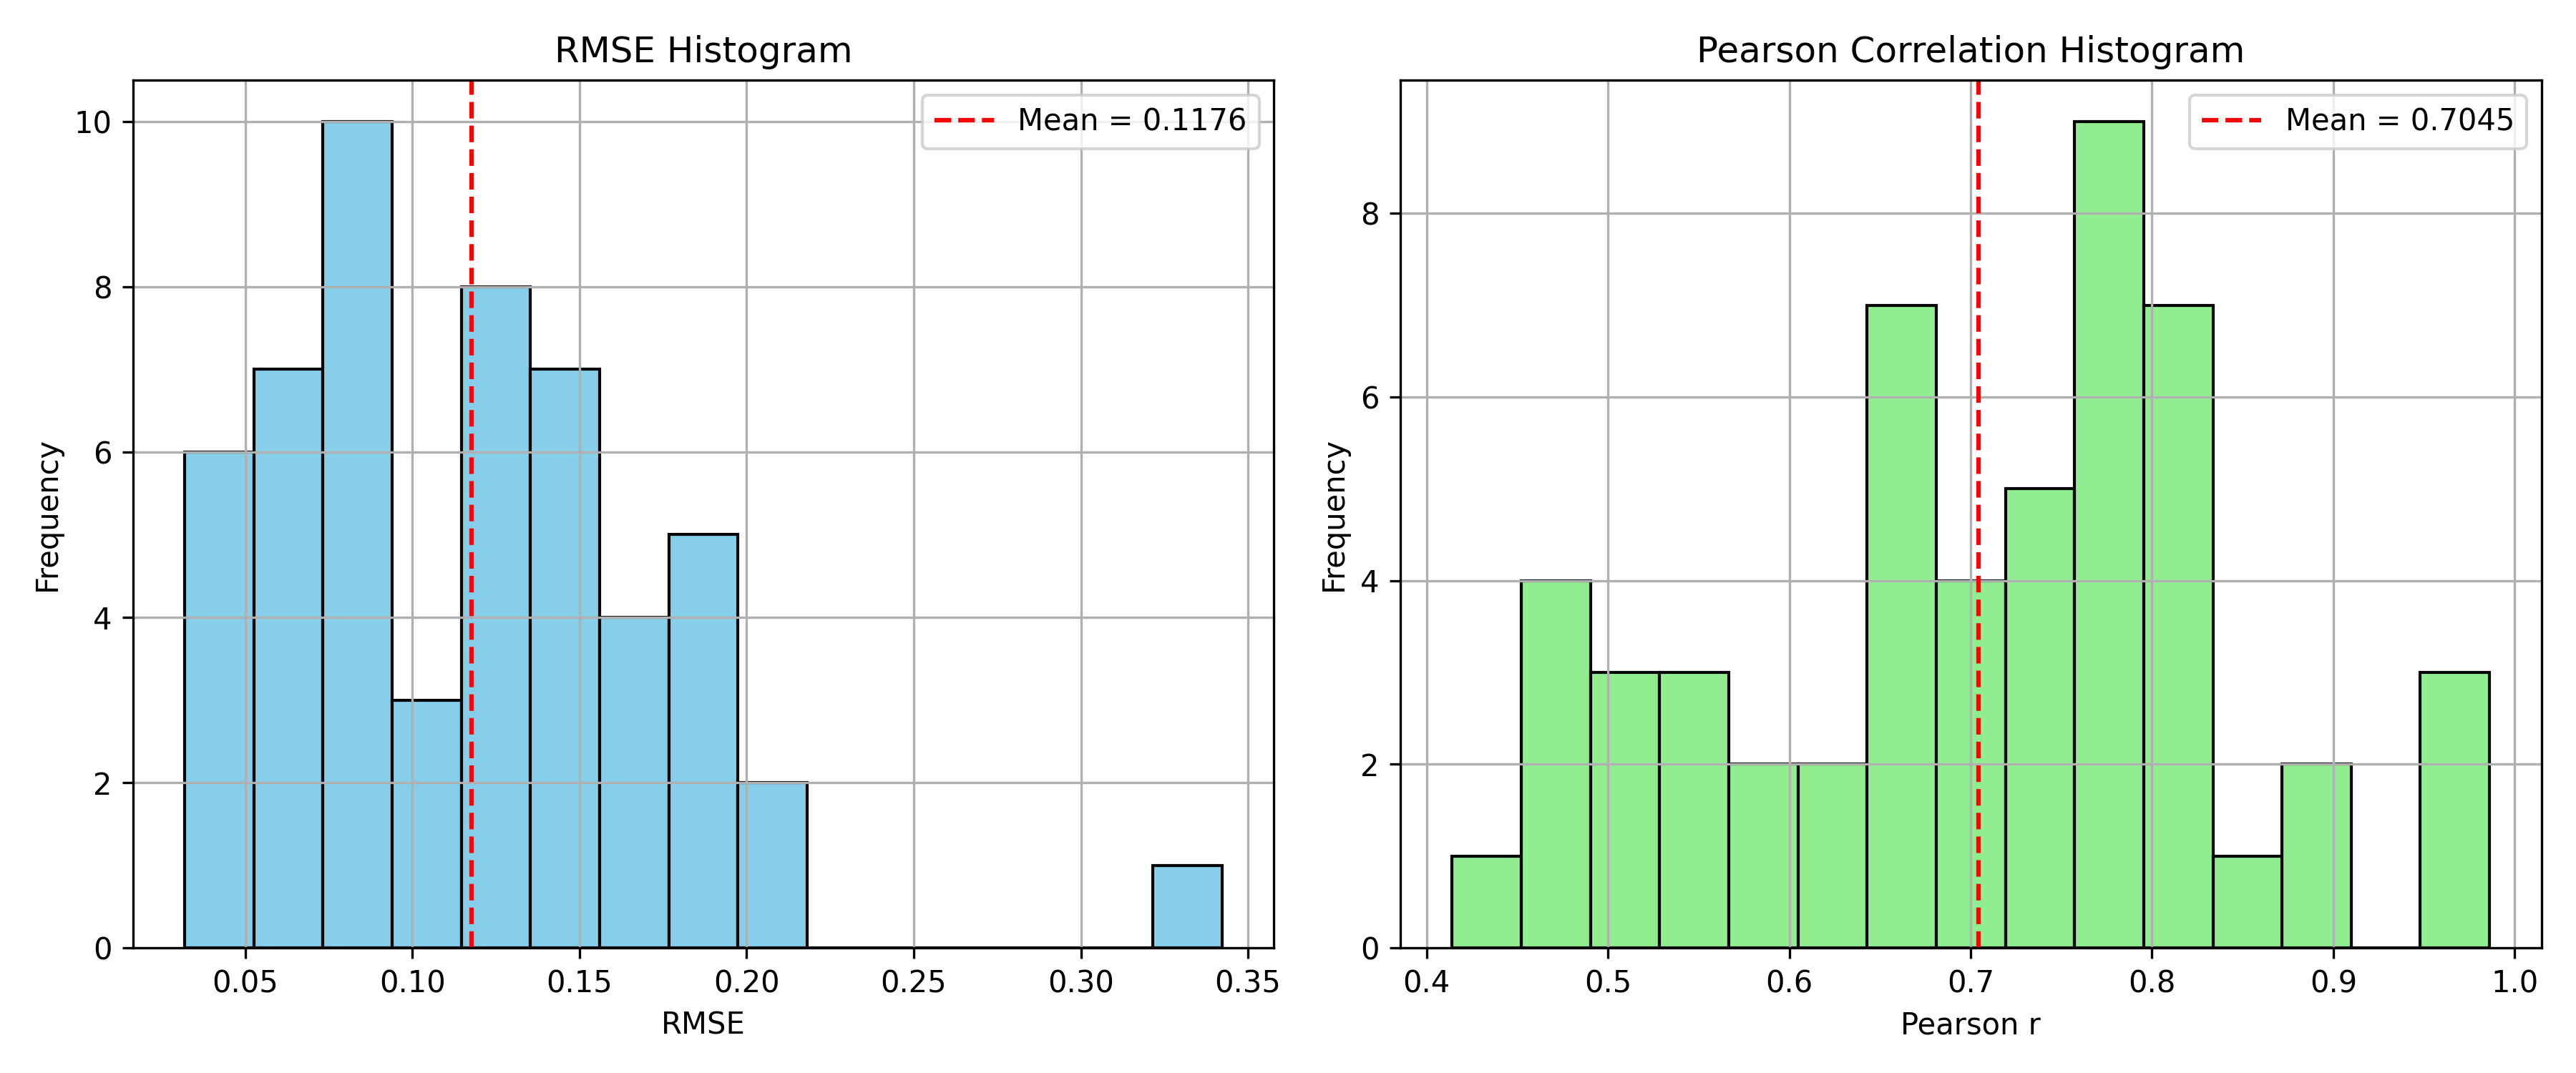 RMSE Histogram
Mean = 0.1176
10
8
6
4
2
0
Frequency
0.05 0.10 0.15 0.20 0.25 0.30 0.35
RMSE
Pearson Correlation Histogram
Mean = 0.7045
8
6
4
2
0
Frequency
0.4 0.5 0.6 0.7 0.8 0.9 1.0
Pearson r